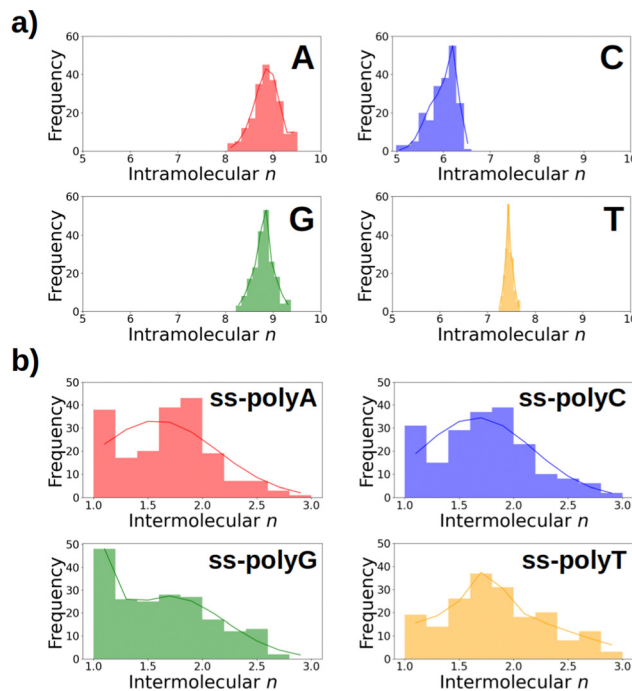 a)
A
C
Frequency
60
40
20
0
5 6 7 8 9 10
Intramolecular n
Frequency
60
40
20
0
5 6 7 8 9 10
Intramolecular n
G
T
Frequency
60
40
20
0
5 6 7 8 9 10
Intramolecular n
Frequency
60
40
20
0
5 6 7 8 9 10
Intramolecular n
b)
ss-polyA
Frequency
50
40
30
20
10
0
1.0 1.5 2.0 2.5 3.0
Intermolecular n
ss-polyC
Frequency
50
40
30
20
10
0
1.0 1.5 2.0 2.5 3.0
Intermolecular n
ss-polyG
Frequency
50
40
30
20
10
0
1.0 1.5 2.0 2.5 3.0
Intermolecular n
ss-polyT
Frequency
50
40
30
20
10
0
1.0 1.5 2.0 2.5 3.0
Intermolecular n